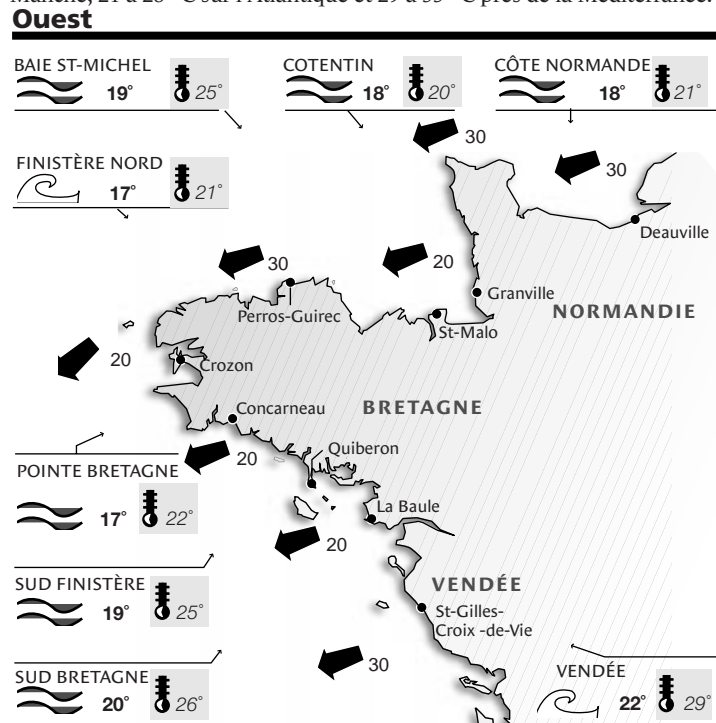 Manche, 21 à 28° C sur l'Atlantique et 29 à 33° C près de la Méditerranée.
Ouest
BAIE ST-MICHEL
19° 25°
COTENTIN
18° 20°
CÔTE NORMANDE
18° 21°
30
30
FINISTÈRE NORD
17° 21°
Deauville
20
30
Granville
NORMANDIE
Perros-Guirec
St-Malo
20
Crozon
Concarneau
BRETAGNE
Quiberon
20
POINTE BRETAGNE
17° 22°
La Baule
20
SUD FINISTÈRE
19° 25°
VENDÉE
St-Gilles-
Croix -de-Vie
30
SUD BRETAGNE
20° 26°
VENDÉE
22° 29°